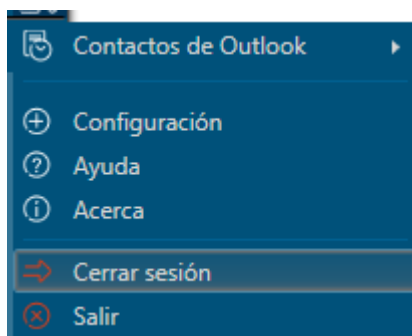 Contactos de Outlook
Configuración
Ayuda
Acerca
Cerrar sesión
Salir